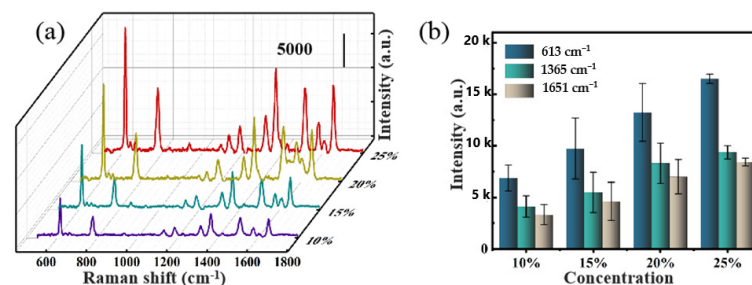 (a)
5000
Intensity (a.u.)
25%
20%
15%
10%
600 800 1000 1200 1400 1600 1800
Raman shift (cm⁻¹)
(b)
20 k
15 k
10 k
5 k
0
Intensity (a.u.)
613 cm⁻¹
1365 cm⁻¹
1651 cm⁻¹
10% 15% 20% 25%
Concentration